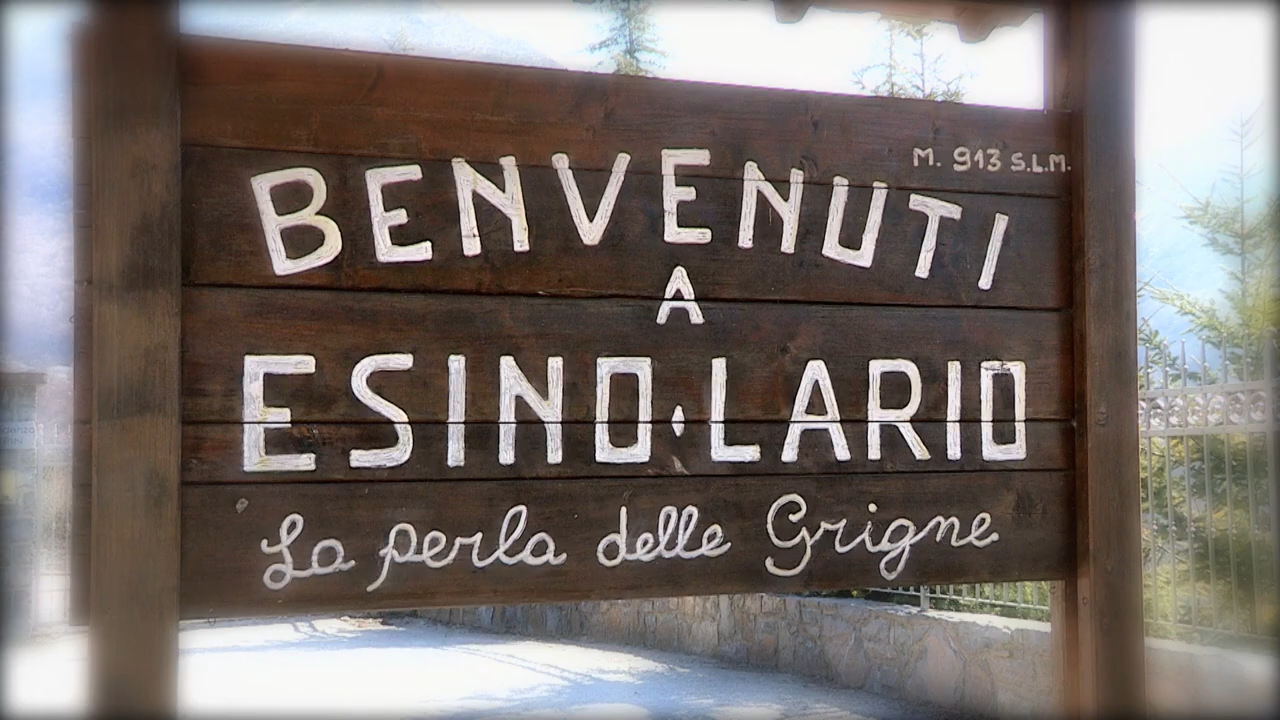 M. 913 S.L.M.
BENVENUTI
A
ESINO·LARIO
La perla delle Grigne